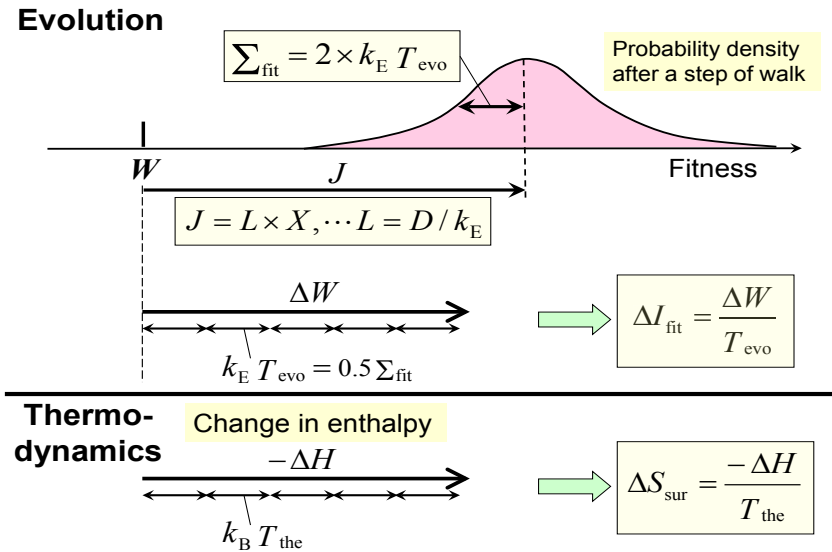 Evolution
∑fit = 2 × kE Tevo
Probability density
after a step of walk
W
J
Fitness
J = L × X ,⋯ L = D / kE
ΔW
kE Tevo = 0.5 Σfit
ΔIfit = ΔW / Tevo
Thermo-
dynamics
Change in enthalpy
−ΔH
kB Tthe
ΔSsur = −ΔH / Tthe